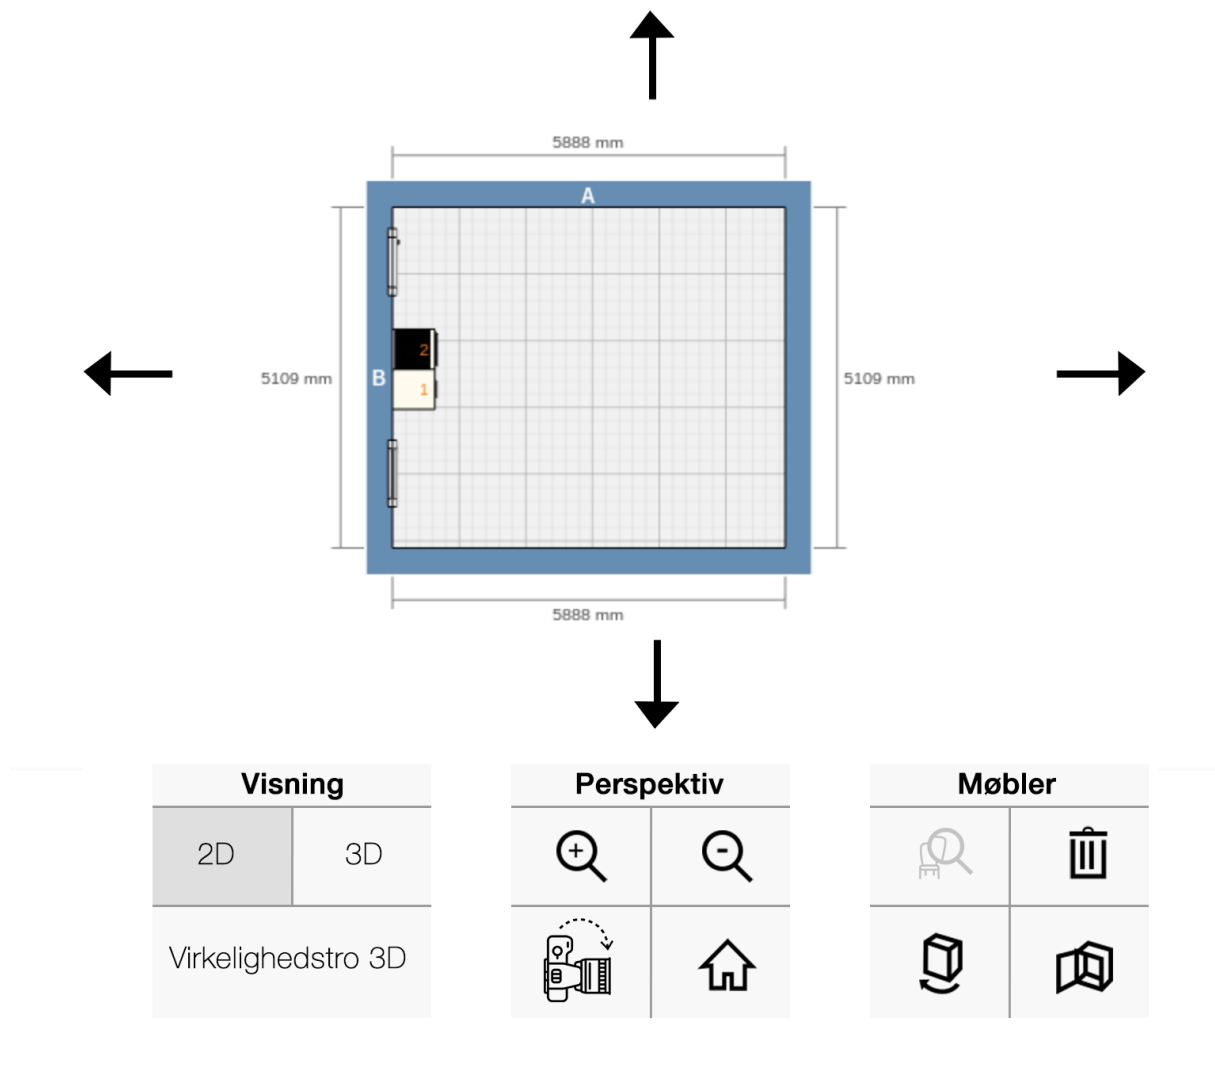 5888 mm
A
5109 mm
2
B
1
5109 mm
5888 mm
Visning
2D
3D
Virkelighedstro 3D
Perspektiv
Møbler